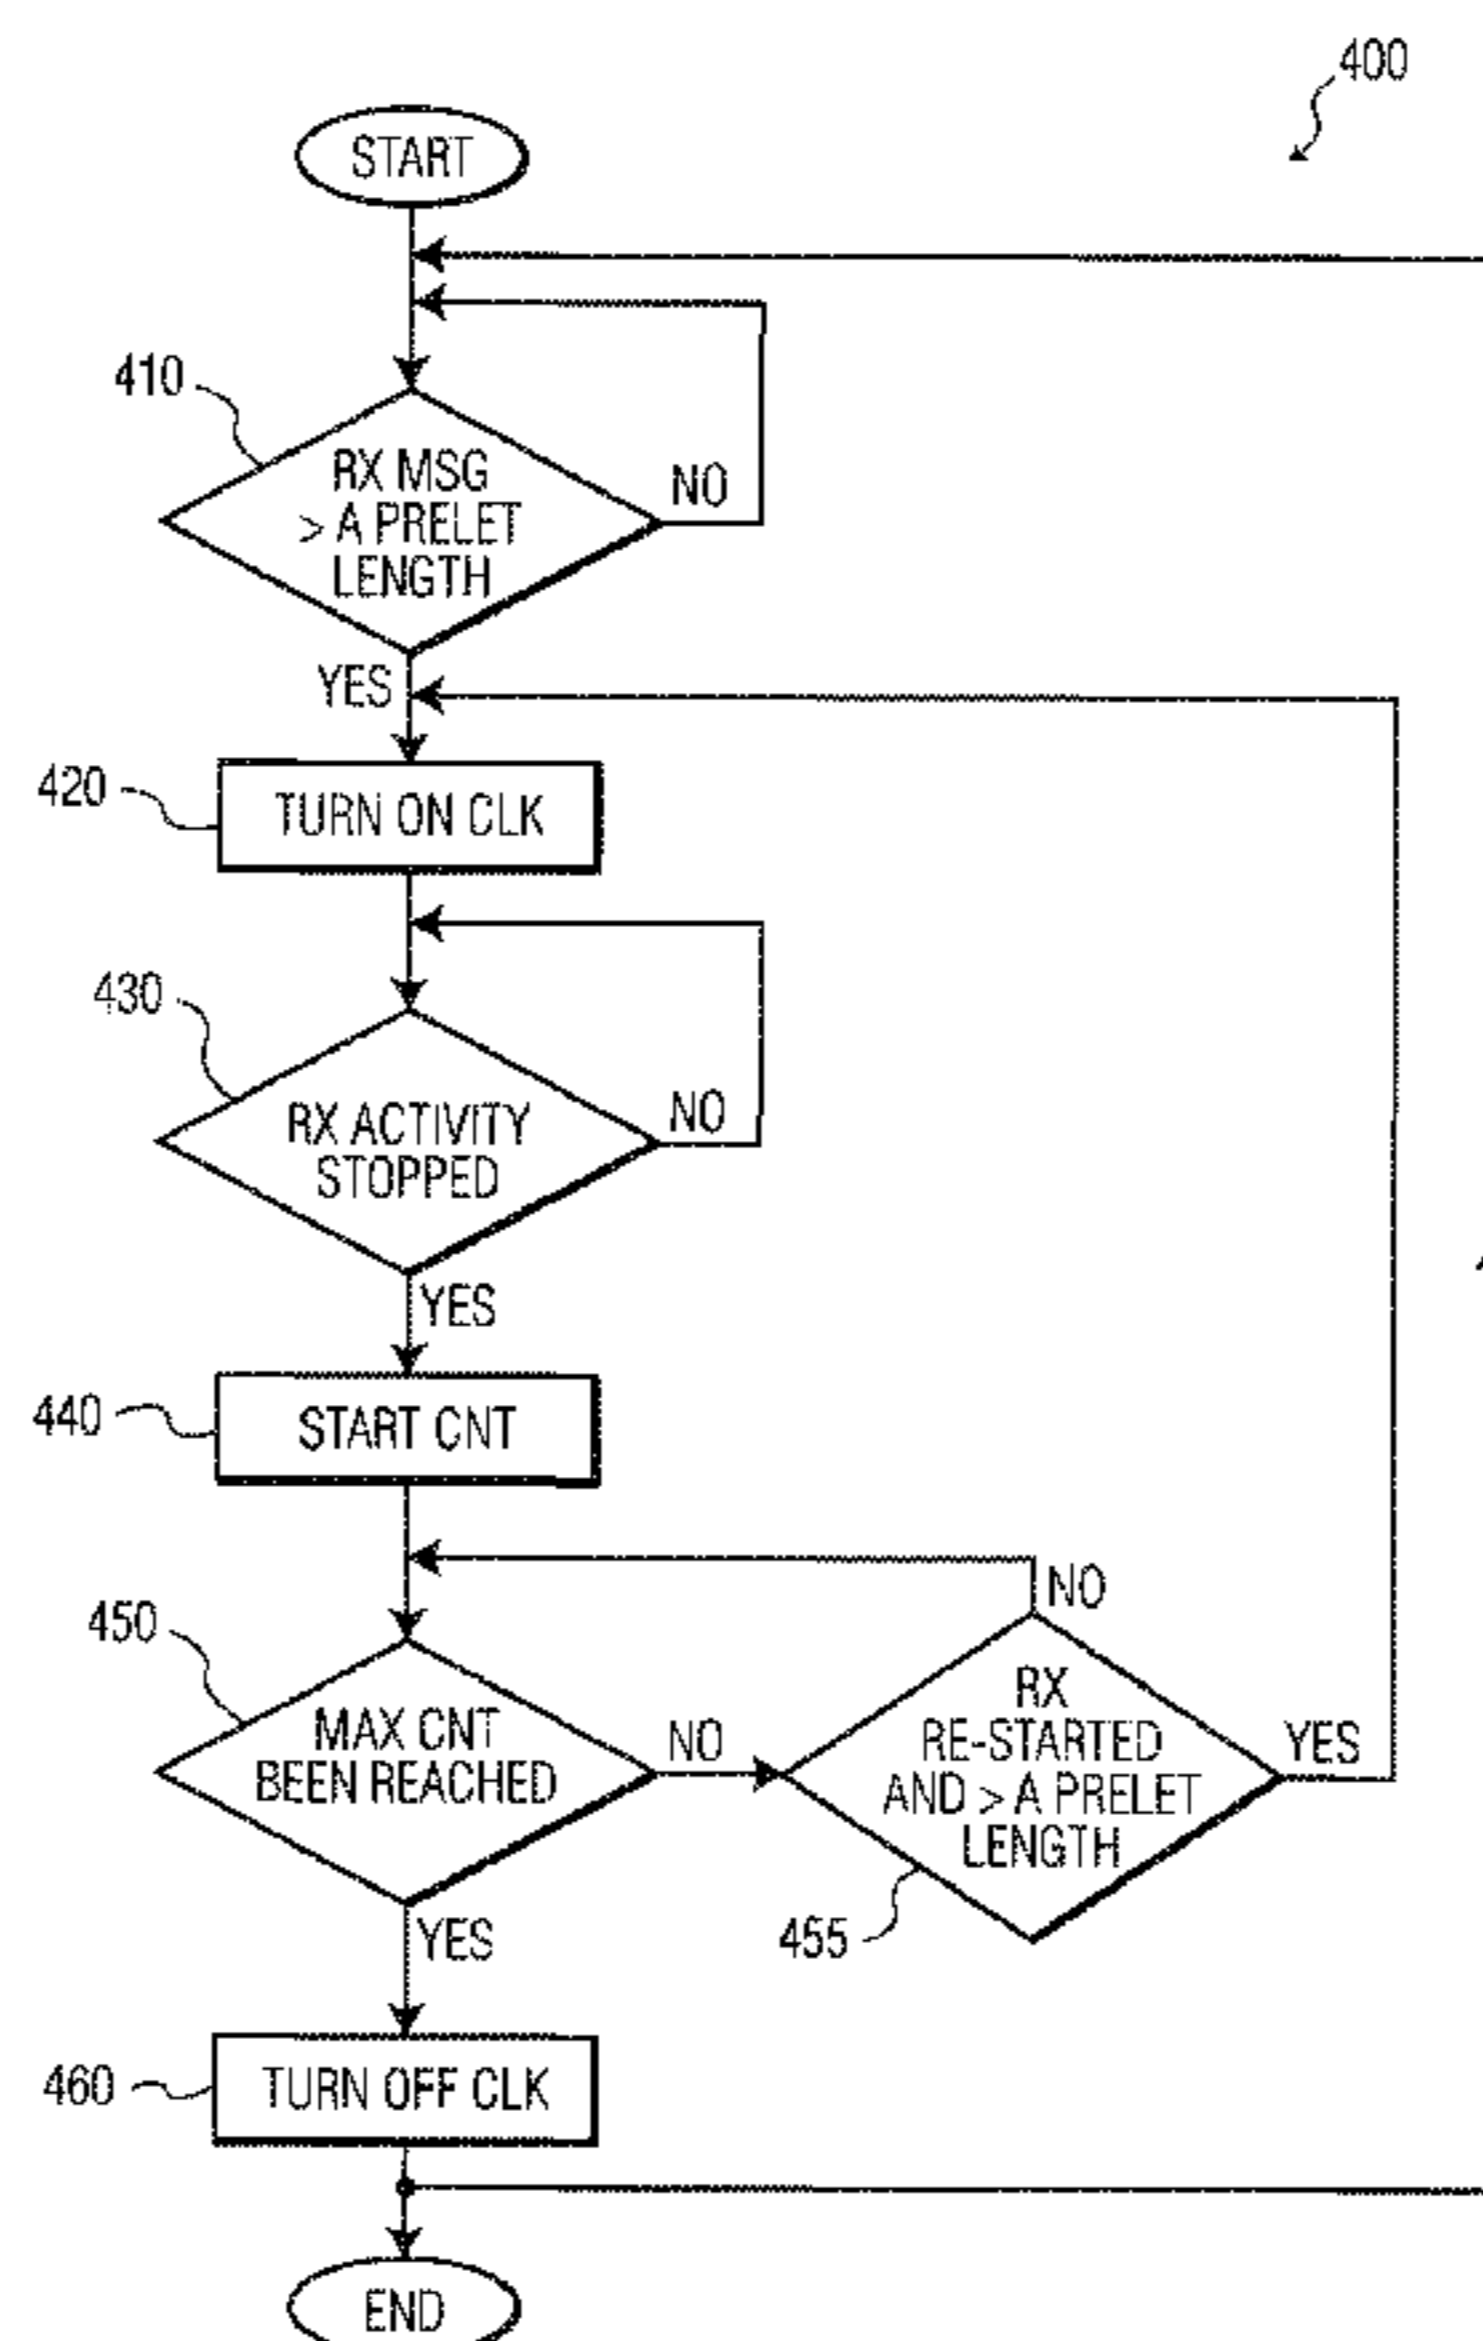 400
START
410
RX MSG
> A PRELET
LENGTH
NO
YES
420
TURN ON CLK
430
RX ACTIVITY
STOPPED
NO
YES
440
START CNT
450
MAX CNT
BEEN REACHED
NO
RX
RE-STARTED
AND > A PRELET
LENGTH
NO
YES
455
YES
460
TURN OFF CLK
END